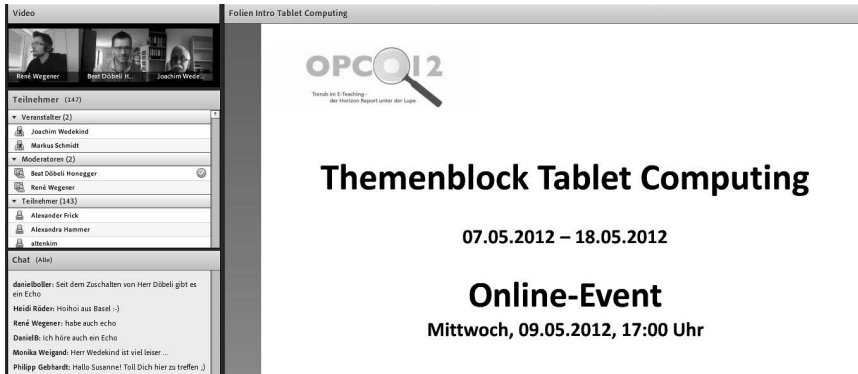 Video
René Wegener
Beat Döbeli H..
Joachim Wede..
Teilnehmer (147)
Veranstalter (2)
Joachim Wedekind
Markus Schmidt
Moderatoren (2)
Beat Döbeli Honegger
René Wegener
Teilnehmer (143)
Alexander Frick
Alexandra Hammer
altenkim
Chat (Alle)
danielboller: Seit dem Zuschalten von Herr Döbeli gibt es
ein Echo
Heidi Röder: Hoihoi aus Basel :-)
René Wegener: habe auch echo
DanielB: Ich höre auch ein Echo
Monika Weigand: Herr Wedekind ist viel leiser ...
Philipp Gebhardt: Hallo Susanne! Toll Dich hier zu treffen ;)
Folien Intro Tablet Computing
OPCO12
Trends im E-Teaching -
der Horizon Report unter der Lupe
Themenblock Tablet Computing
07.05.2012 – 18.05.2012
Online-Event
Mittwoch, 09.05.2012, 17:00 Uhr